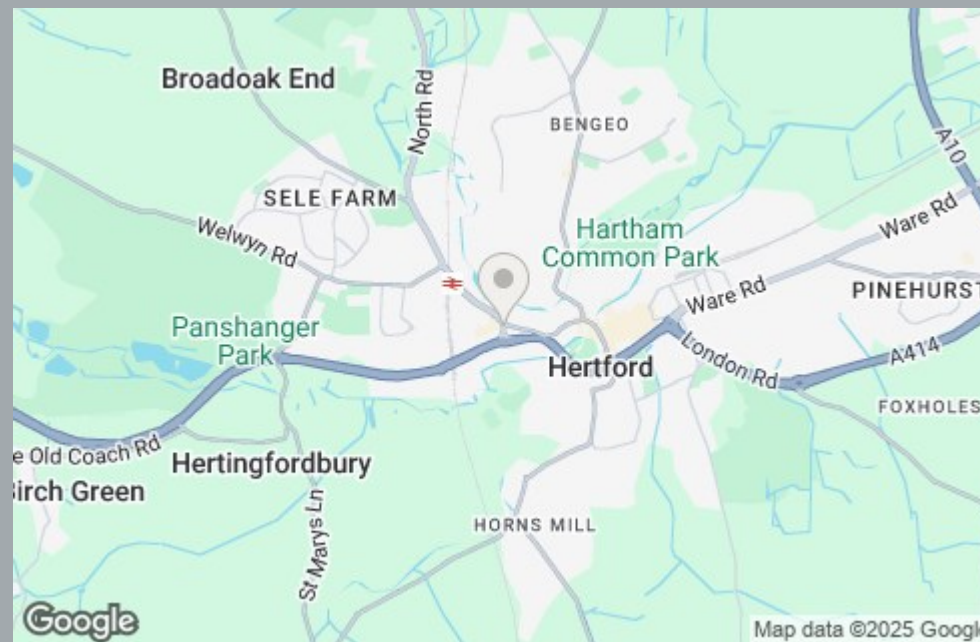 Broadoak End
North Rd
BENGEO
A10
SELE FARM
Welwyn Rd
Hartham
Common Park
Ware Rd
Ware Rd
PINEHURST
Panshanger
Park
Hertford
London Rd
A414
FOXHOLES
e Old Coach Rd
Birch Green
Hertingfordbury
St Marys Ln
HORNS MILL
Google
Map data ©2025 Google